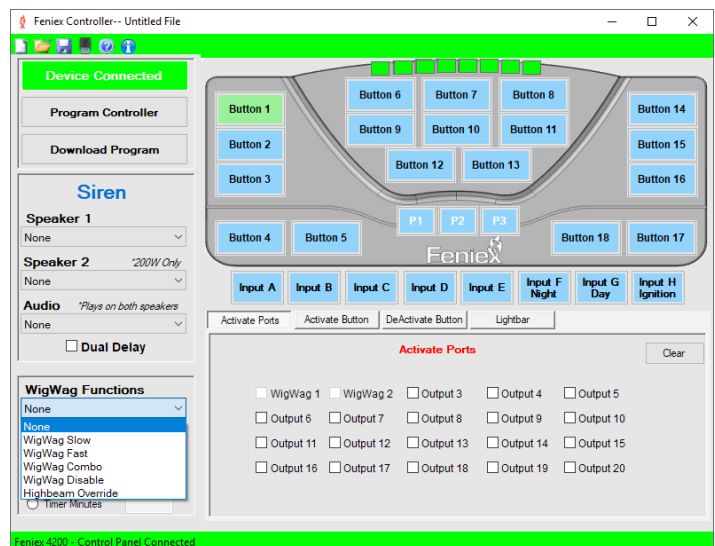 Feniex Controller-- Untitled File
Device Connected
Program Controller
Download Program
Siren
Speaker 1
None
Speaker 2 *200W Only
None
Audio *Plays on both speakers
None
Dual Delay
WigWag Functions
None
None
WigWag Slow
WigWag Fast
WigWag Combo
WigWag Disable
Highbeam Override
Timer Minutes
Button 1
Button 2
Button 3
Button 4
Button 5
Button 6
Button 7
Button 8
Button 9
Button 10
Button 11
Button 12
Button 13
Button 14
Button 15
Button 16
P1 P2 P3
Feniex
Button 18
Button 17
Input A
Input B
Input C
Input D
Input E
Input F
Night
Input G
Day
Input H
Ignition
Activate Ports
Activate Button
DeActivate Button
Lightbar
Activate Ports
Clear
WigWag 1 WigWag 2 Output 3 Output 4 Output 5
Output 6 Output 7 Output 8 Output 9 Output 10
Output 11 Output 12 Output 13 Output 14 Output 15
Output 16 Output 17 Output 18 Output 19 Output 20
Feniex 4200 - Control Panel Connected